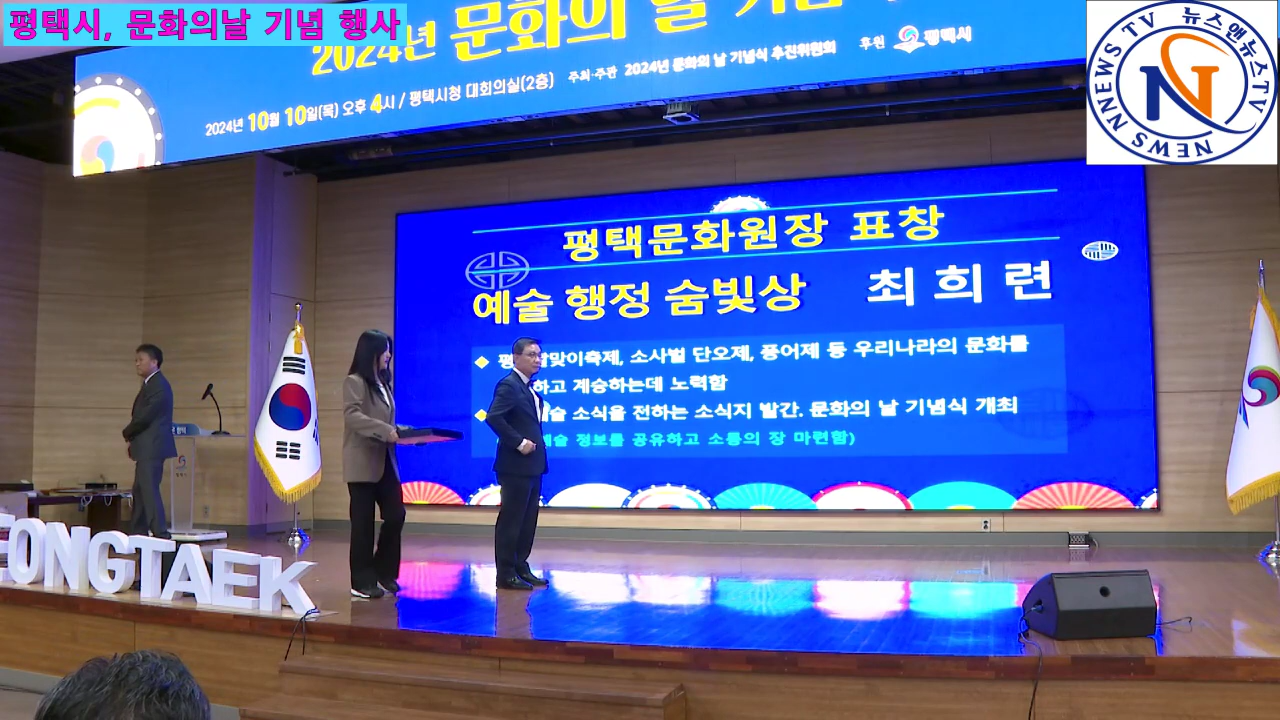 평택시, 문화의날 기념 행사
뉴스앤뉴스TV
NEWS NNEWS TV
N
2024년 문화의 날 기념
2024년 10월 10일(목) 오후 4시 / 평택시청 대회의실(2층) 주최·주관 2024년 문화의 날 기념식 추진위원회 후원 평택시
평택문화원장 표창
예술 행정 숨빛상 최 희 련
맞이축제, 소사벌 단오제, 풍어제 등 우리나라의 문화를
하고 계승하는데 노력함
소식을 전하는 소식지 발간. 문화의 날 기념식 개최
정보를 공유하고 소통의 장 마련함)
EONGTAEK